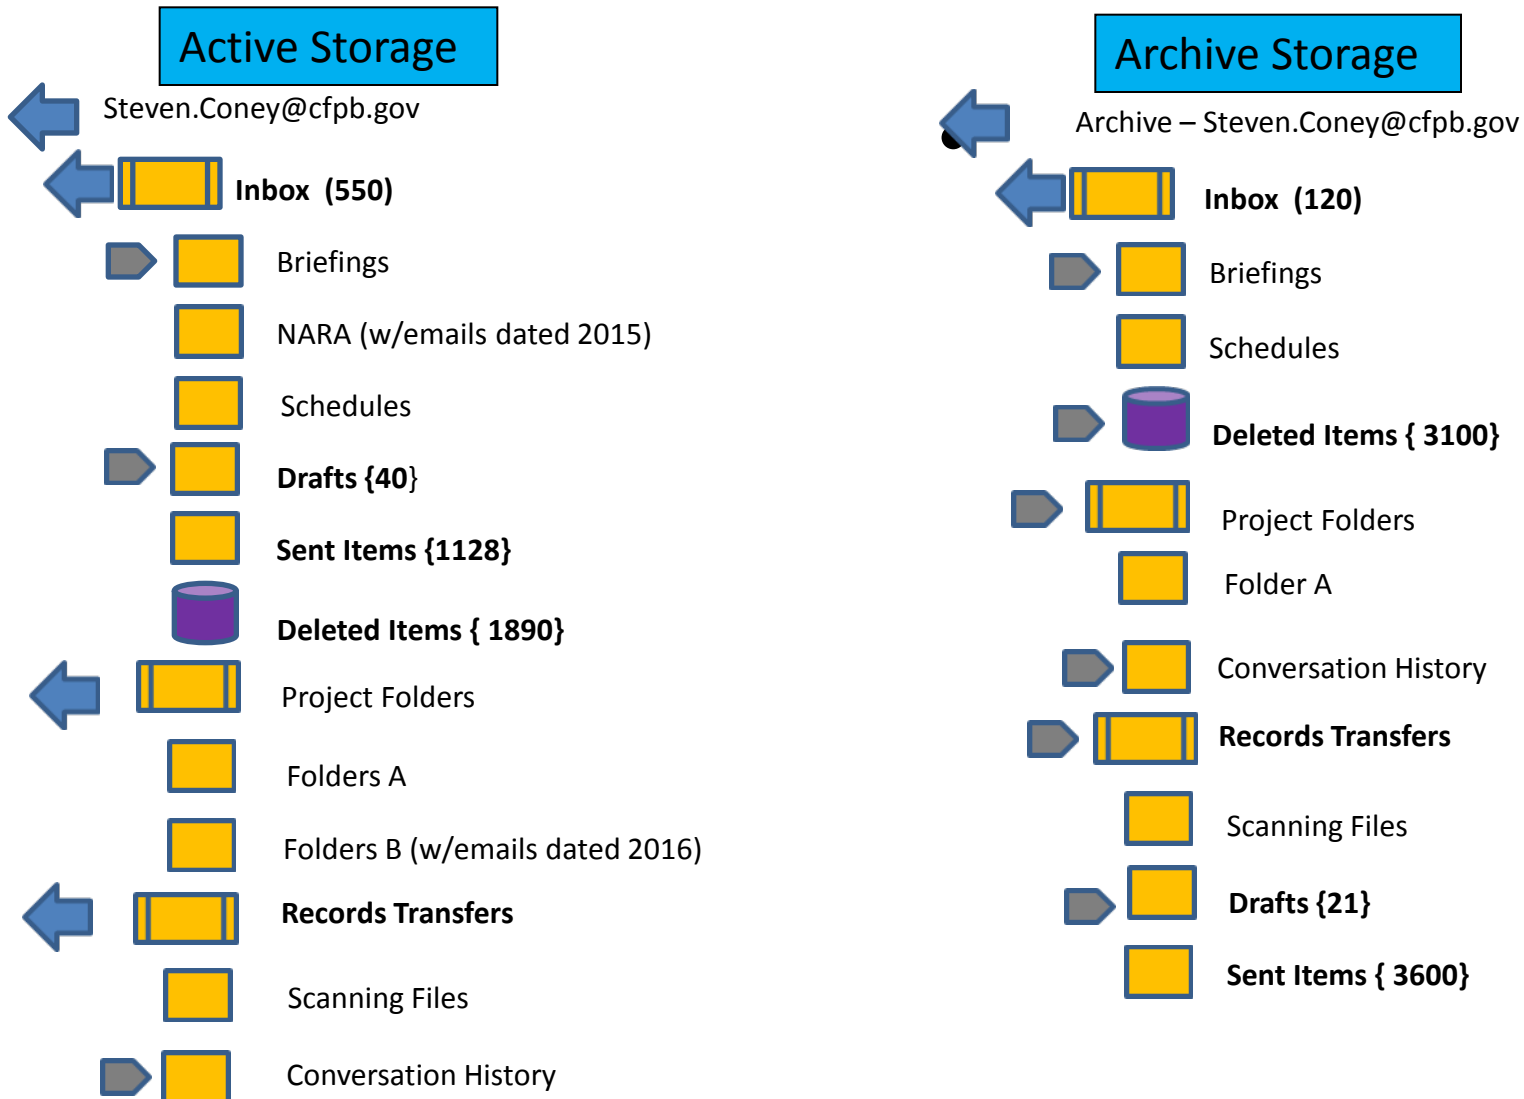 Active Storage
Steven.Coney@cfpb.gov
Inbox (550)
Briefings
NARA (w/emails dated 2015)
Schedules
Drafts {40}
Sent Items {1128}
Deleted Items { 1890}
Project Folders
Folders A
Folders B (w/emails dated 2016)
Records Transfers
Scanning Files
Conversation History
Archive Storage
Archive – Steven.Coney@cfpb.gov
Inbox (120)
Briefings
Schedules
Deleted Items { 3100}
Project Folders
Folder A
Conversation History
Records Transfers
Scanning Files
Drafts {21}
Sent Items { 3600}